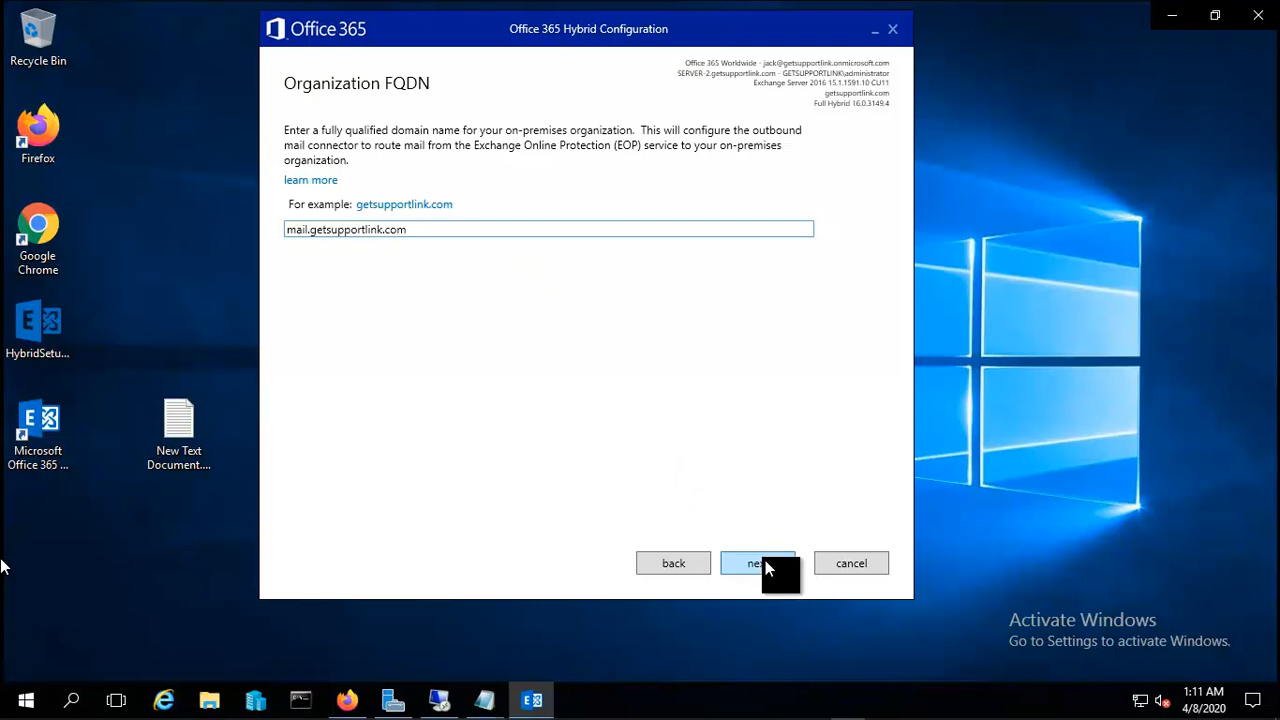 Office 365
Office 365 Hybrid Configuration
Office 365 Worldwide - jack@getsupportlink.onmicrosoft.com
SERVER-2.getsupportlink.com - GETSUPPORTLINK\administrator
Exchange Server 2016 15.1.1591.10 CU11
getsupportlink.com
Full Hybrid 16.0.3149.4
Organization FQDN
Enter a fully qualified domain name for your on-premises organization. This will configure the outbound
mail connector to route mail from the Exchange Online Protection (EOP) service to your on-premises
organization.
learn more
For example: getsupportlink.com
mail.getsupportlink.com
back
cancel
Recycle Bin
Firefox
Google
Chrome
HybridSetu...
Microsoft
Office 365 ...
New Text
Document....
Activate Windows
Go to Settings to activate Windows.
1:11 AM
4/8/2020